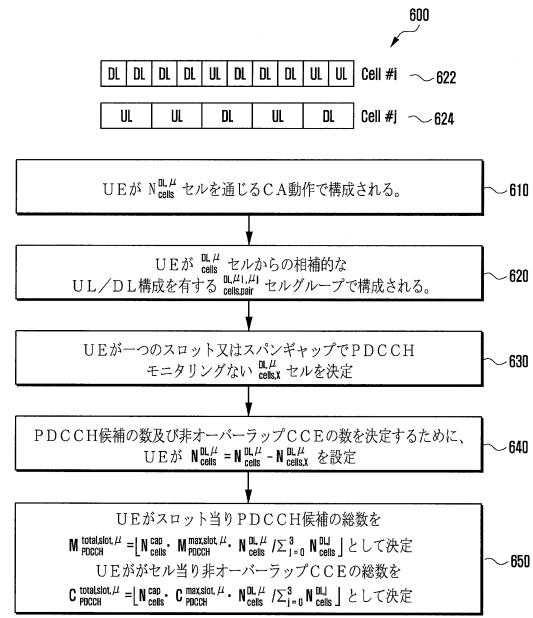 600
DL DL DL DL UL DL DL DL UL UL Cell #i 622
UL UL DL UL DL Cell #j 624
UEが N^{DL,μ}_{cells} セルを通じるCA動作で構成される。 610
UEが ^{DL,μ}_{cells} セルからの相補的な
UL/DL構成を有する ^{DL,μi,μj}_{cells,pair} セルグループで構成される。 620
UEが一つのスロット又はスパンギャップでPDCCH
モニタリングない ^{DL,μ}_{cells,X} セルを決定 630
PDCCH候補の数及び非オーバーラップCCEの数を決定するために、
UEが N^{DL,μ}_{cells} = N^{DL,μ}_{cells} - N^{DL,μ}_{cells,X} を設定 640
UEがスロット当りPDCCH候補の総数を
M^{total,slot,μ}_{PDCCH} = ⌊N^{cap}_{cells} · M^{max,slot,μ}_{PDCCH} · N^{DL,μ}_{cells} / Σ^{3}_{j=0} N^{DL,j}_{cells}⌋ として決定
UEががセル当り非オーバーラップCCEの総数を 650
C^{total,slot,μ}_{PDCCH} = ⌊N^{cap}_{cells} · C^{max,slot,μ}_{PDCCH} · N^{DL,μ}_{cells} / Σ^{3}_{j=0} N^{DL,j}_{cells}⌋ として決定